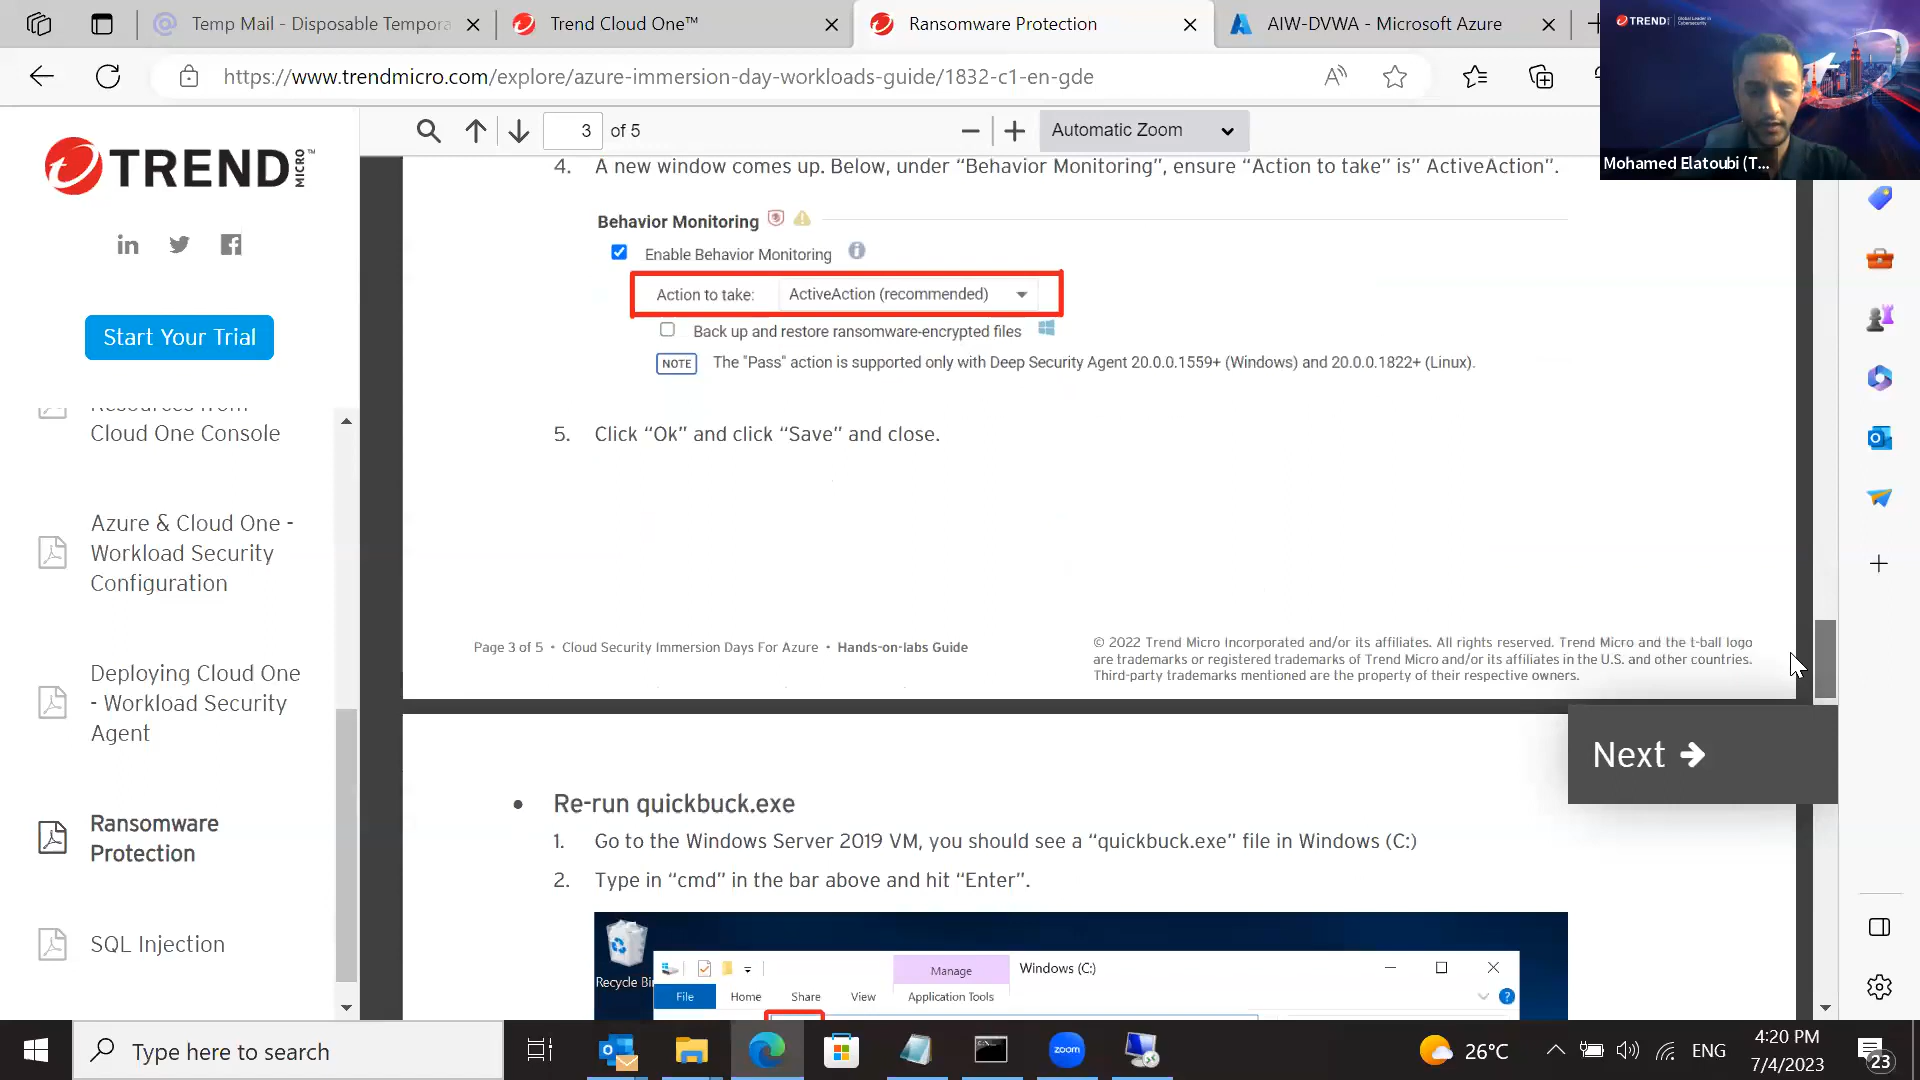 Temp Mail - Disposable Tempora
Trend Cloud One™
Ransomware Protection
AIW-DVWA - Microsoft Azure
https://www.trendmicro.com/explore/azure-immersion-day-workloads-guide/1832-c1-en-gde
TREND
Mohamed Elatoubi (T...
TREND MICRO™
3 of 5
Automatic Zoom
Start Your Trial
Cloud One Console
Azure & Cloud One -
Workload Security
Configuration
Deploying Cloud One
- Workload Security
Agent
Ransomware
Protection
SQL Injection
4. A new window comes up. Below, under “Behavior Monitoring”, ensure “Action to take” is” ActiveAction”.
Behavior Monitoring
Enable Behavior Monitoring
Action to take: ActiveAction (recommended)
Back up and restore ransomware-encrypted files
NOTE The "Pass" action is supported only with Deep Security Agent 20.0.0.1559+ (Windows) and 20.0.0.1822+ (Linux).
5. Click “Ok” and click “Save” and close.
Page 3 of 5 • Cloud Security Immersion Days For Azure • Hands-on-labs Guide
© 2022 Trend Micro Incorporated and/or its affiliates. All rights reserved. Trend Micro and the t-ball logo
are trademarks or registered trademarks of Trend Micro and/or its affiliates in the U.S. and other countries.
Third-party trademarks mentioned are the property of their respective owners.
Next
• Re-run quickbuck.exe
1. Go to the Windows Server 2019 VM, you should see a “quickbuck.exe” file in Windows (C:)
2. Type in “cmd” in the bar above and hit “Enter”.
Recycle Bi
Manage
Windows (C:)
File
Home
Share
View
Application Tools
Type here to search
zoom
26°C
ENG
4:20 PM
7/4/2023
23